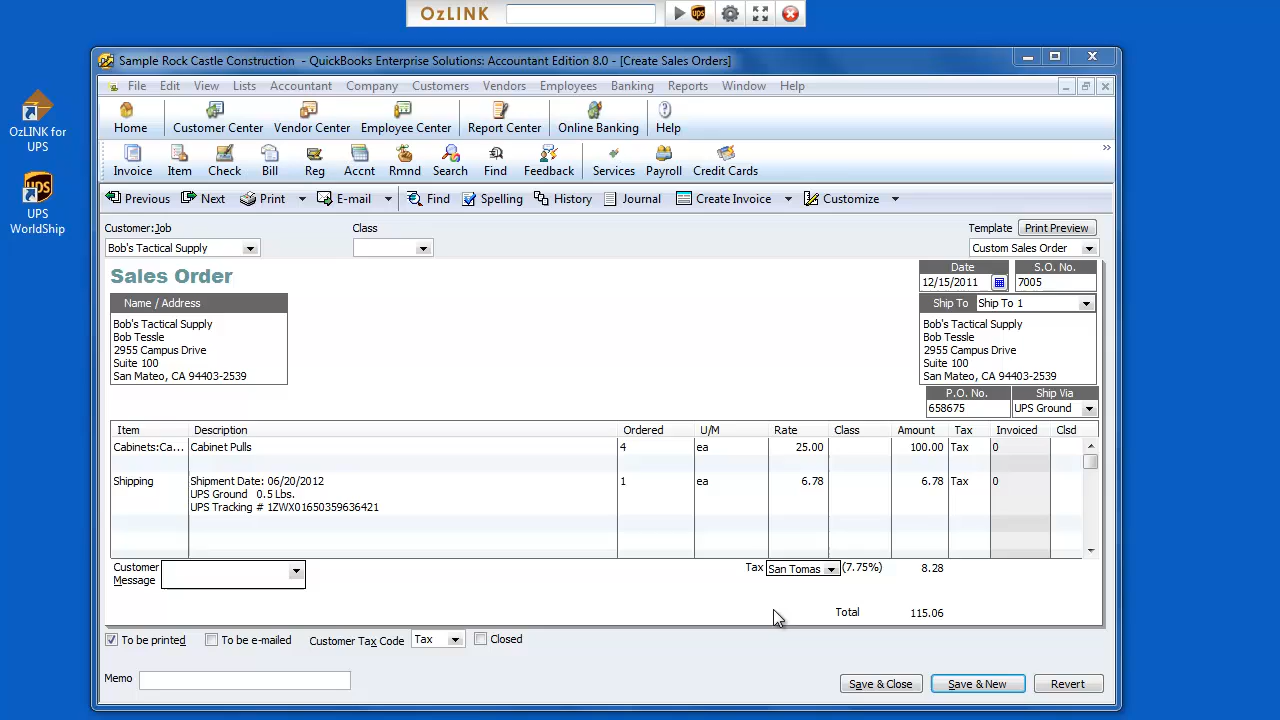 OzLINK
ups
Sample Rock Castle Construction - QuickBooks Enterprise Solutions: Accountant Edition 8.0 - [Create Sales Orders]
File Edit View Lists Accountant Company Customers Vendors Employees Banking Reports Window Help
OzLINK for
UPS
ups
UPS
WorldShip
Home Customer Center Vendor Center Employee Center Report Center Online Banking Help
Invoice Item Check Bill Reg Accnt Rmnd Search Find Feedback Services Payroll Credit Cards
Previous Next Print E-mail Find Spelling History Journal Create Invoice Customize
Customer:Job Class Template Print Preview
Bob's Tactical Supply Custom Sales Order
Sales Order
Date S.O. No.
12/15/2011 7005
Name / Address
Ship To Ship To 1
Bob's Tactical Supply
Bob Tessle
2955 Campus Drive
Suite 100
San Mateo, CA 94403-2539
Bob's Tactical Supply
Bob Tessle
2955 Campus Drive
Suite 100
San Mateo, CA 94403-2539
P.O. No. Ship Via
658675 UPS Ground
Item Description Ordered U/M Rate Class Amount Tax Invoiced Clsd
Cabinets:Ca... Cabinet Pulls 4 ea 25.00 100.00 Tax 0
Shipping Shipment Date: 06/20/2012 1 ea 6.78 6.78 Tax 0
UPS Ground 0.5 Lbs.
UPS Tracking # 1ZWX01650359636421
Customer
Message
Tax San Tomas (7.75%) 8.28
Total 115.06
To be printed To be e-mailed Customer Tax Code Tax Closed
Memo
Save & Close Save & New Revert